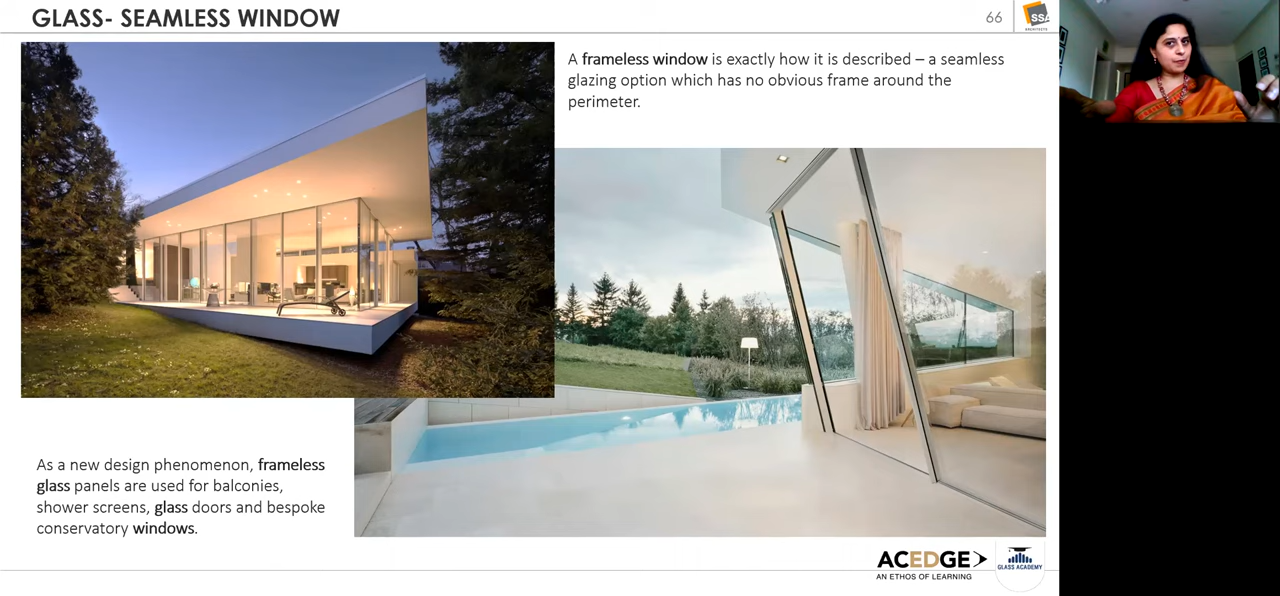 GLASS- SEAMLESS WINDOW
66
SSA
ARCHITECTS
A frameless window is exactly how it is described – a seamless
glazing option which has no obvious frame around the
perimeter.
As a new design phenomenon, frameless
glass panels are used for balconies,
shower screens, glass doors and bespoke
conservatory windows.
ACEDGE
AN ETHOS OF LEARNING
GLASS ACADEMY